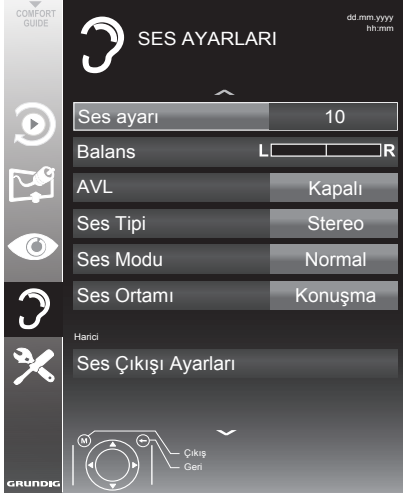 COMFORT
GUIDE
SES AYARLARI
dd.mm.yyyy
hh:mm
Ses ayarı 10
Balans L R
AVL Kapalı
Ses Tipi Stereo
Ses Modu Normal
Ses Ortamı Konuşma
Harici
Ses Çıkışı Ayarları
M
Çıkış
Geri
GRUNDIG